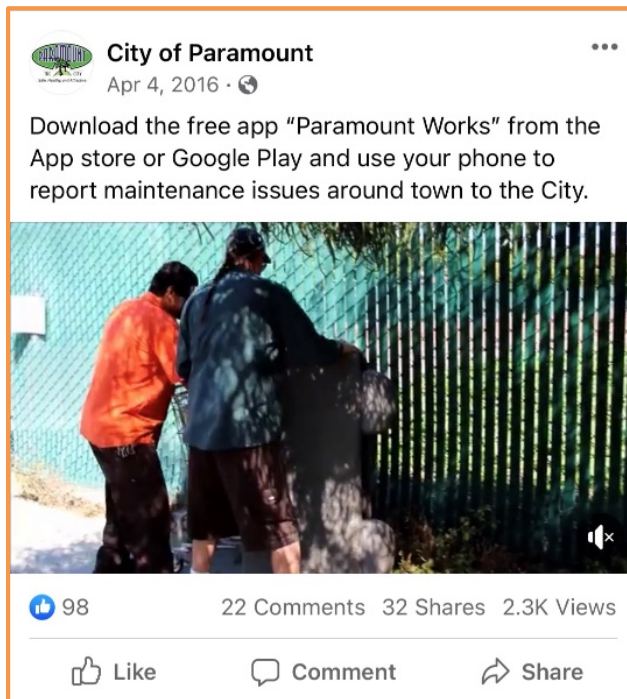 PARAMOUNT
City of Paramount
Apr 4, 2016 ·
Download the free app “Paramount Works” from the
App store or Google Play and use your phone to
report maintenance issues around town to the City.
98 22 Comments 32 Shares 2.3K Views
Like Comment Share